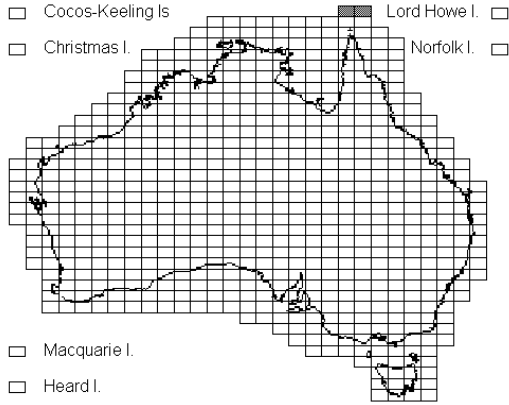 Cocos-Keeling Is
Lord Howe I.
Christmas I.
Norfolk I.
Macquarie I.
Heard I.